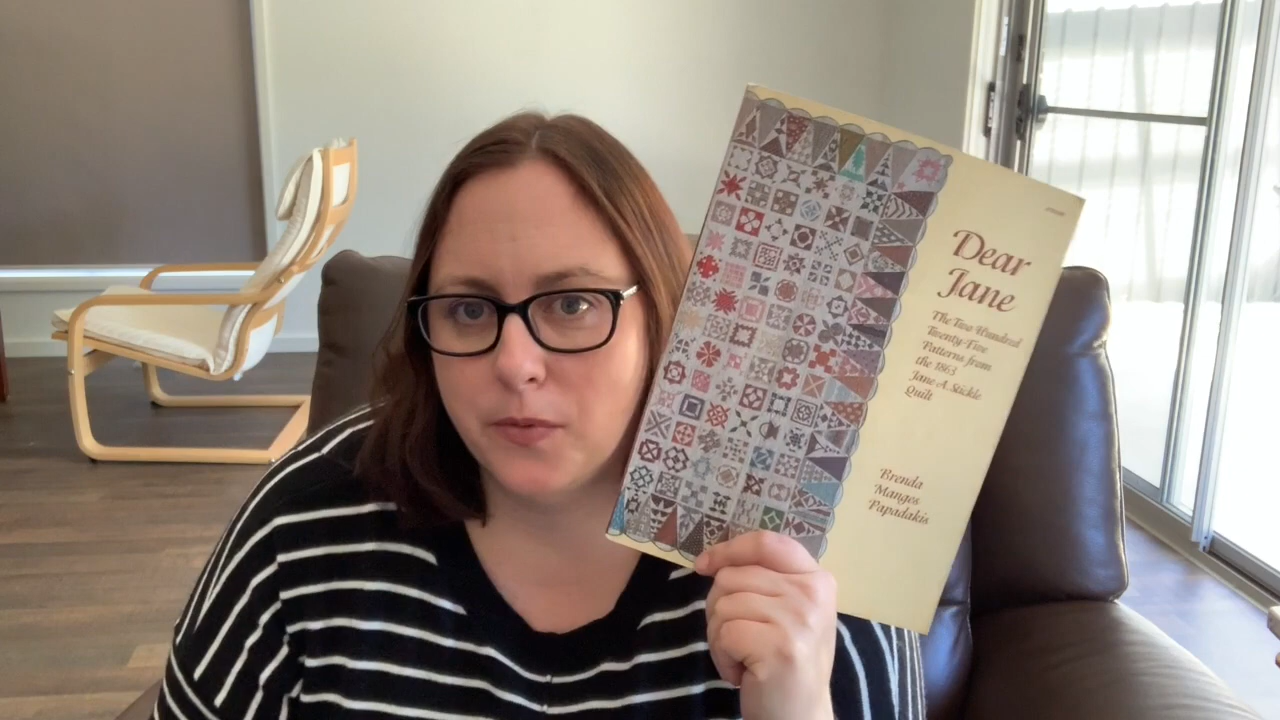 Dear
Jane
The Two Hundred
Twenty-Five
Patterns from
the 1863
Jane A. Stickle
Quilt
Brenda
Manges
Papadakis